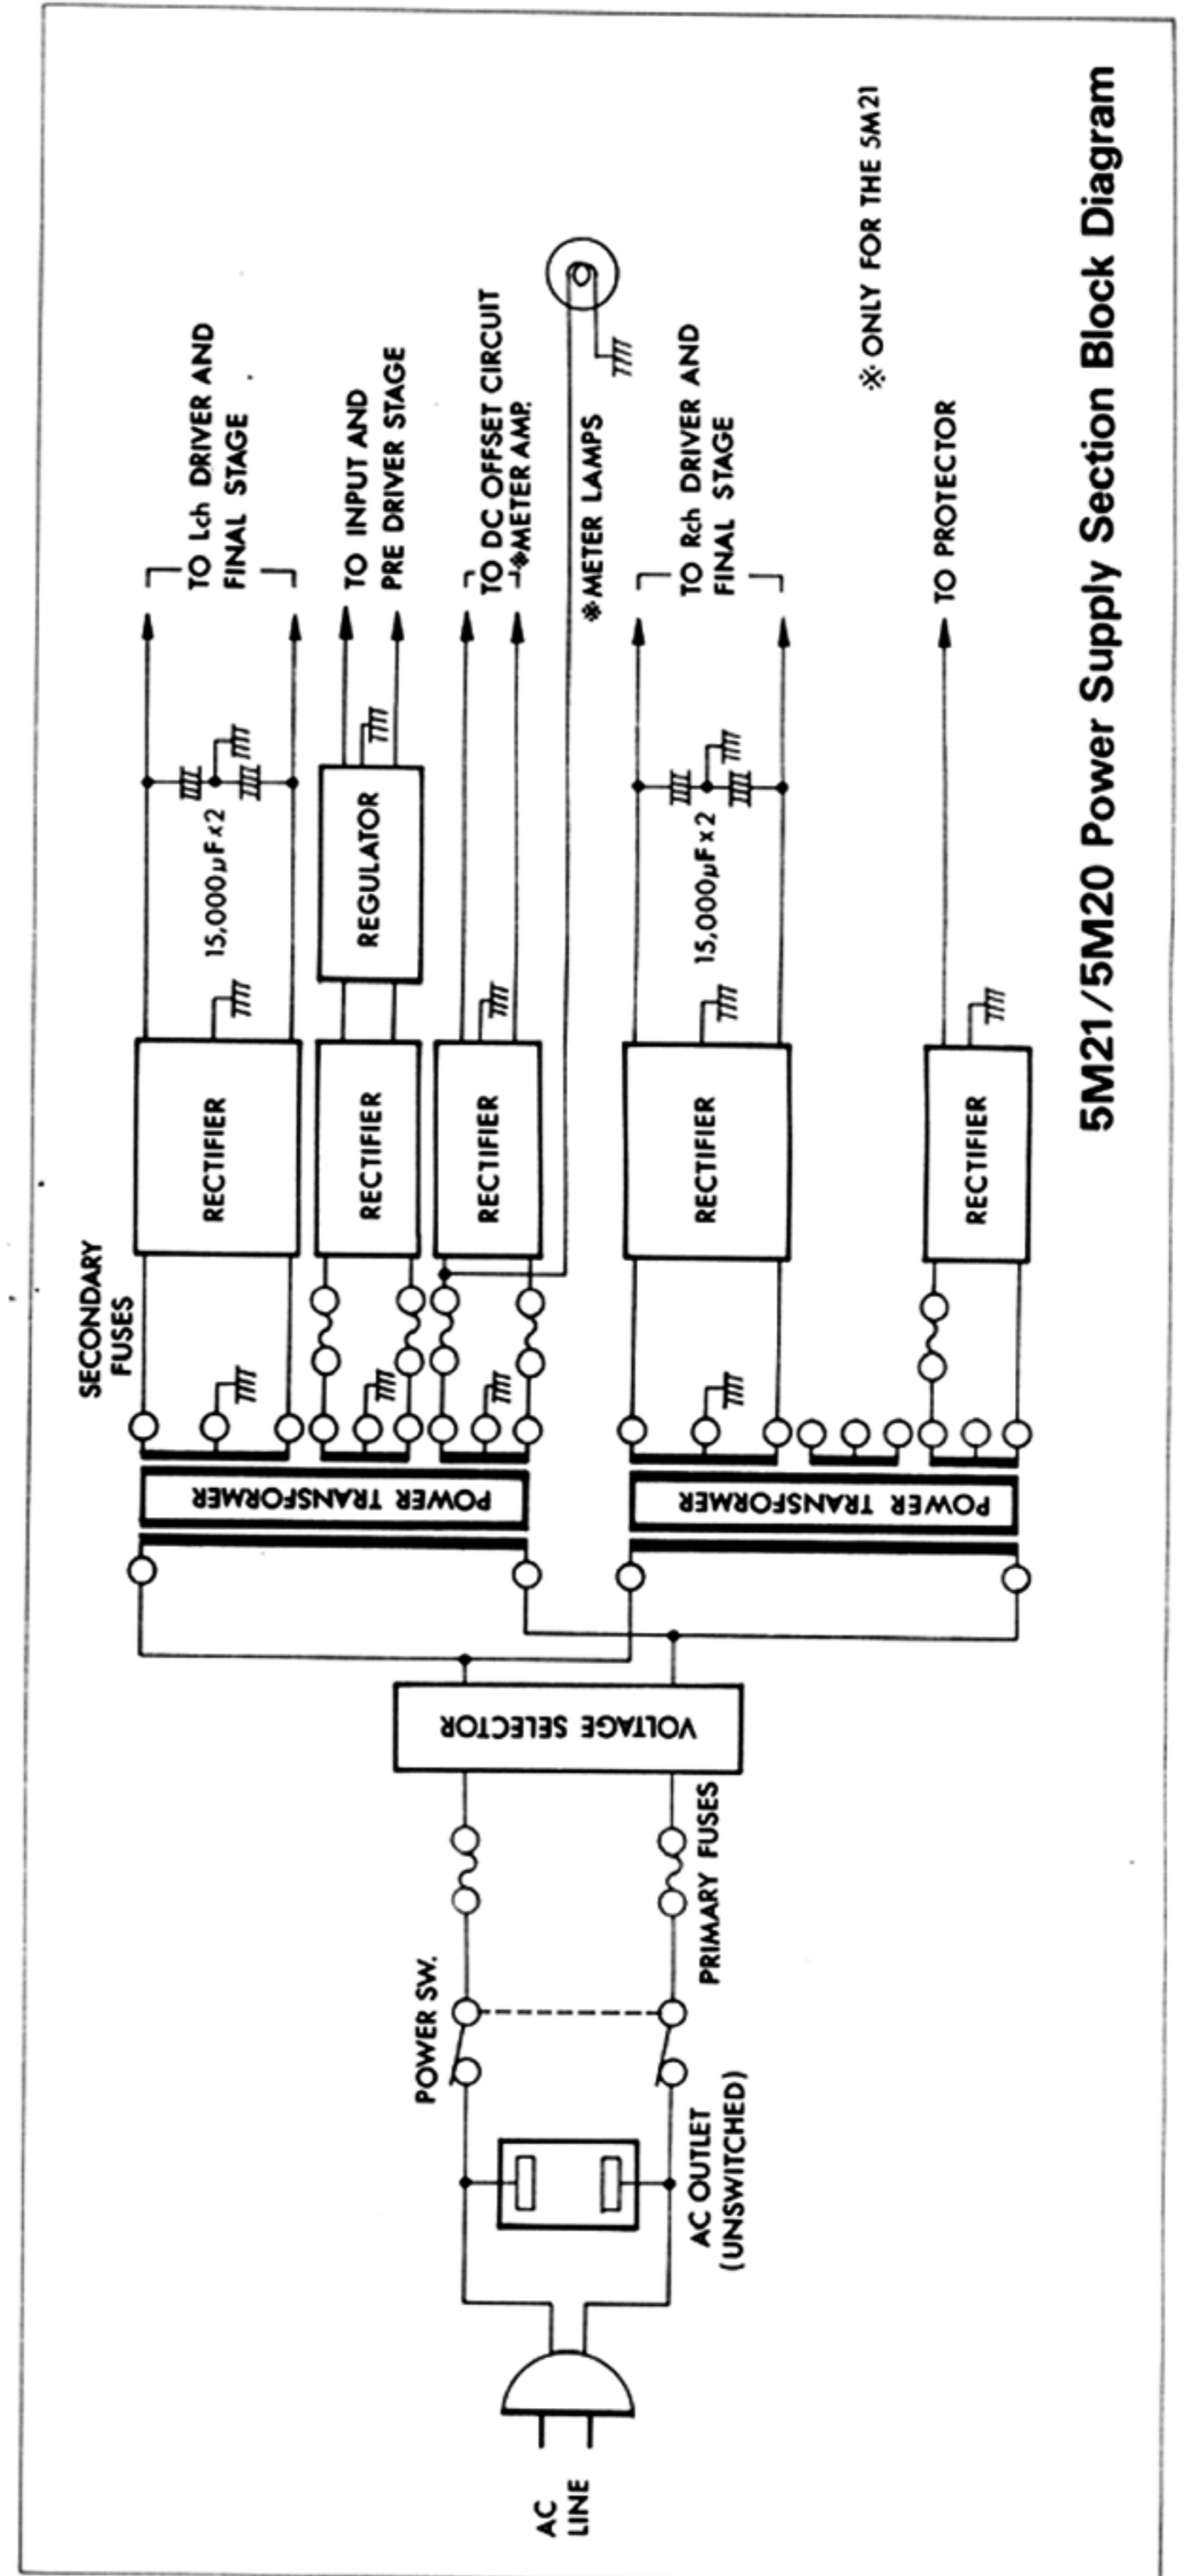 AC
LINE
AC OUTLET
(UNSWITCHED)
POWER SW.
PRIMARY FUSES
VOLTAGE SELECTOR
POWER TRANSFORMER
POWER TRANSFORMER
SECONDARY
FUSES
RECTIFIER
RECTIFIER
RECTIFIER
RECTIFIER
RECTIFIER
15,000μF×2
REGULATOR
15,000μF×2
TO Lch DRIVER AND
FINAL STAGE
TO INPUT AND
PRE DRIVER STAGE
TO DC OFFSET CIRCUIT
※METER AMP.
※METER LAMPS
TO Rch DRIVER AND
FINAL STAGE
TO PROTECTOR
※ ONLY FOR THE 5M21
5M21/5M20 Power Supply Section Block Diagram